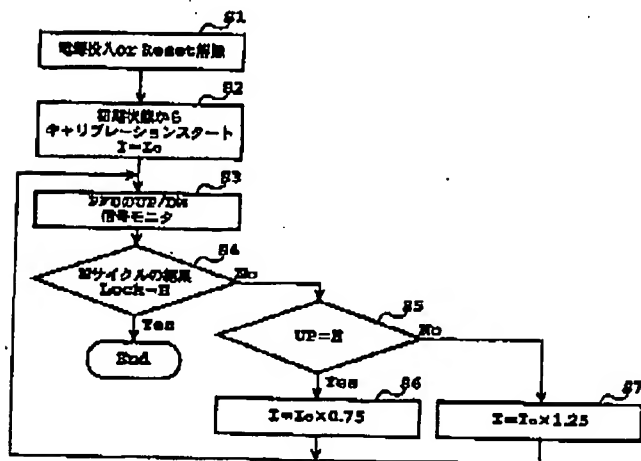 S1
電源投入or Reset解除
S2
初期状態から
キャリブレーションスタート
I=Io
S3
PFDのUP/DN
信号モニタ
S4
Nサイクルの結果
Lock=H
No
Yes
End
S5
UP=H
No
Yes
S6
I=Io×0.75
S7
I=Io×1.25